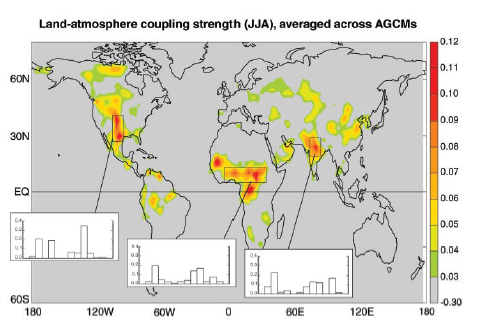 Land-atmosphere coupling strength (JJA), averaged across AGCMs
0.12
0.11
0.10
0.09
0.08
0.07
0.06
0.05
0.04
0.03
-0.30
60N
30N
EQ
60S
180 120W 60W 0 60E 120E 180